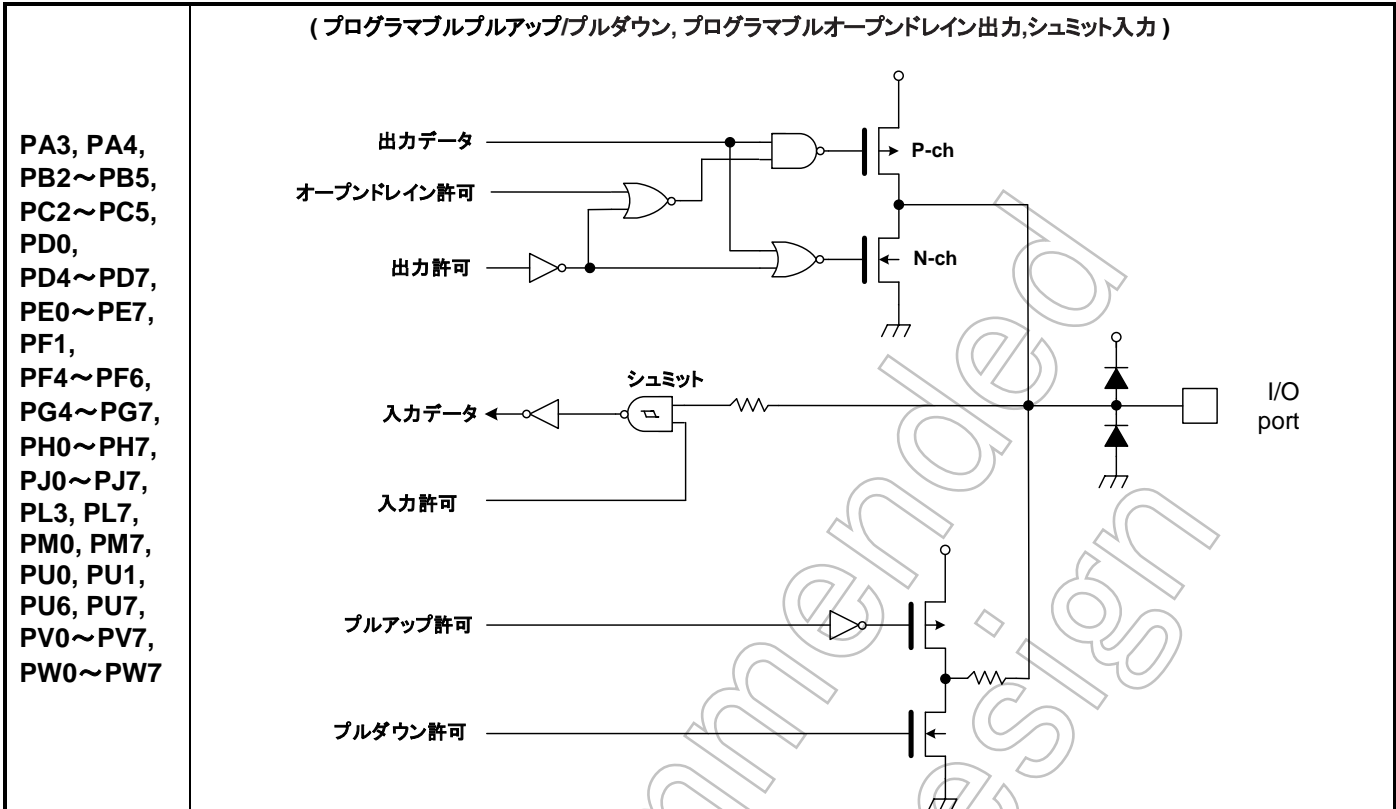 ( プログラマブルプルアップ/プルダウン, プログラマブルオープンドレイン出力,シュミット入力 )
PA3, PA4,
PB2～PB5,
PC2～PC5,
PD0,
PD4～PD7,
PE0～PE7,
PF1,
PF4～PF6,
PG4～PG7,
PH0～PH7,
PJ0～PJ7,
PL3, PL7,
PM0, PM7,
PU0, PU1,
PU6, PU7,
PV0～PV7,
PW0～PW7
出力データ
オープンドレイン許可
出力許可
P-ch
N-ch
シュミット
入力データ
入力許可
I/O
port
プルアップ許可
プルダウン許可
mmended
esign